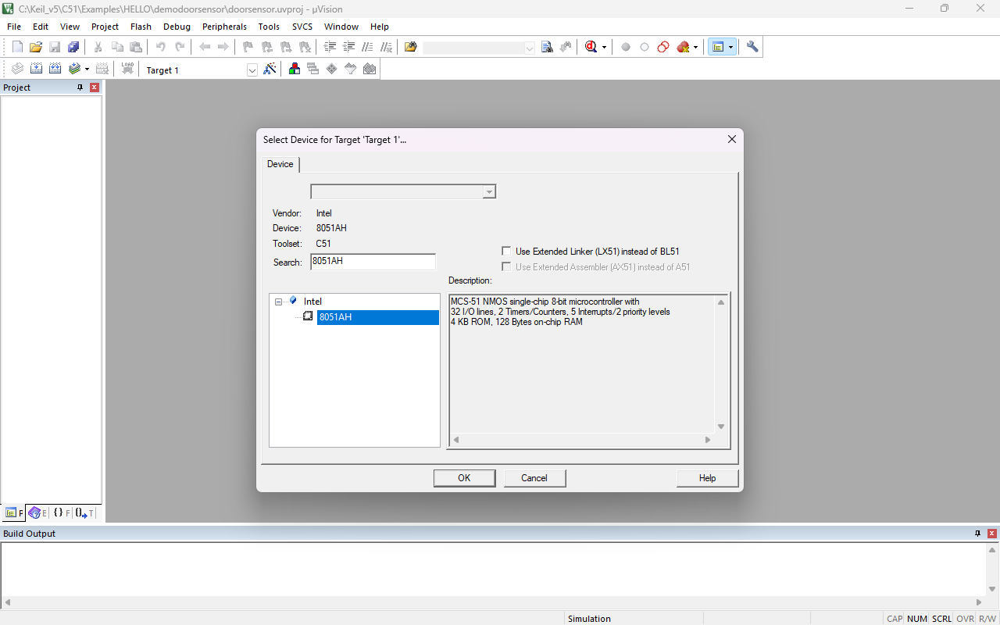 C:\Keil_v5\C51\Examples\HELLO\demodoorsensor\doorsensor.uvproj - µVision
File Edit View Project Flash Debug Peripherals Tools SVCS Window Help
LOAD
Target 1
Project
Select Device for Target 'Target 1'...
Device
Vendor: Intel
Device: 8051AH
Toolset: C51
Search: 8051AH
Use Extended Linker (LX51) instead of BL51
Use Extended Assembler (AX51) instead of A51
Description:
Intel
8051AH
MCS-51 NMOS single-chip 8-bit microcontroller with
32 I/O lines, 2 Timers/Counters, 5 Interrupts/2 priority levels
4 KB ROM, 128 Bytes on-chip RAM
OK Cancel Help
F E {} F {} T
Build Output
Simulation CAP NUM SCRL OVR R/W